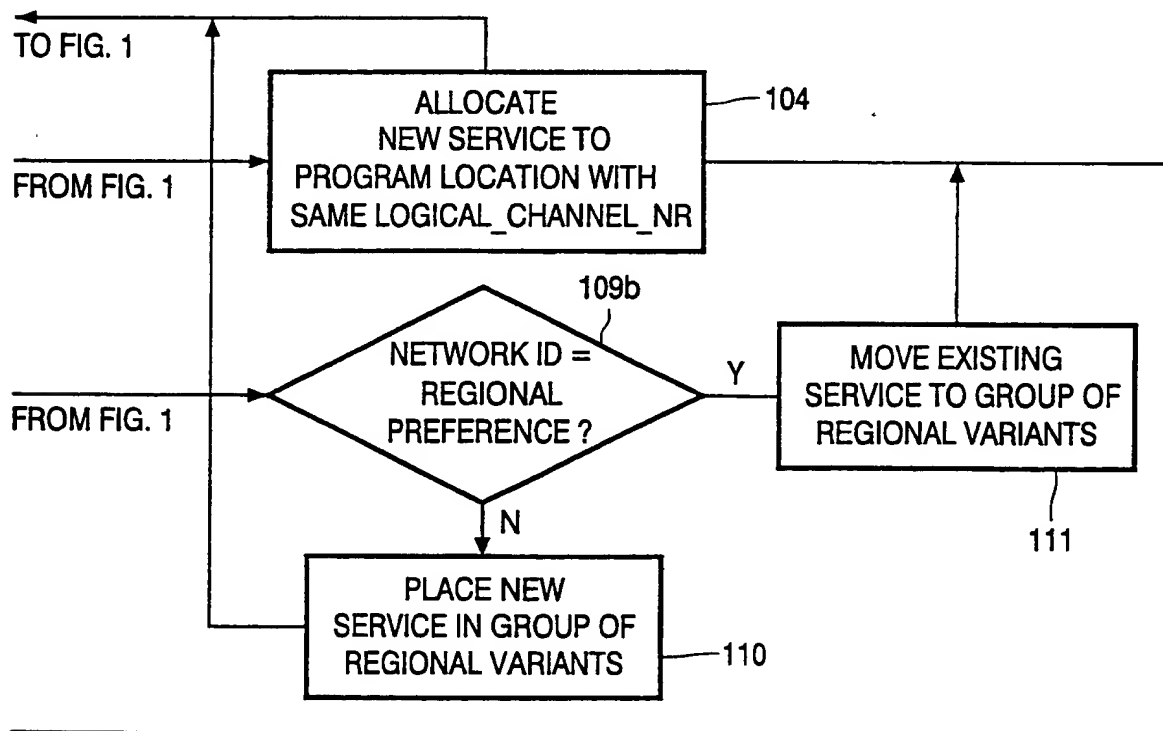 TO FIG. 1
ALLOCATE
NEW SERVICE TO
PROGRAM LOCATION WITH
SAME LOGICAL_CHANNEL_NR
104
FROM FIG. 1
109b
NETWORK ID =
REGIONAL
PREFERENCE ?
FROM FIG. 1
Y
MOVE EXISTING
SERVICE TO GROUP OF
REGIONAL VARIANTS
111
N
PLACE NEW
SERVICE IN GROUP OF
REGIONAL VARIANTS
110